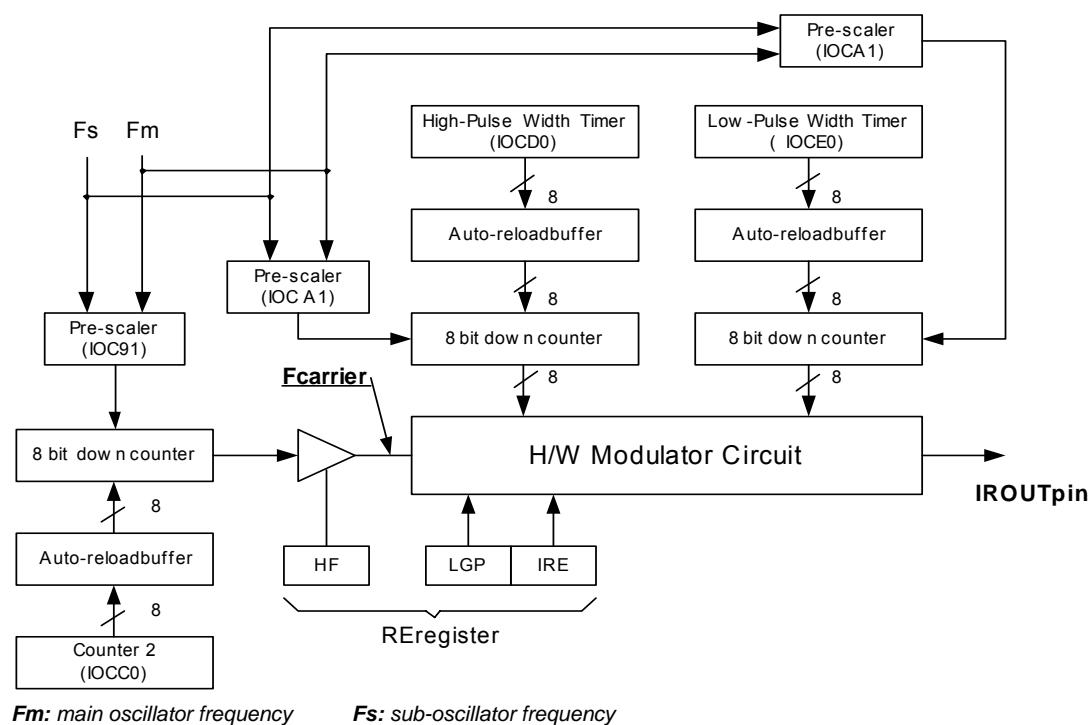 Pre-scaler
(IOCA1)
Fs
Fm
High-Pulse Width Timer
(IOCD0)
Low-Pulse Width Timer
( IOCE0)
8
8
Auto-reloadbuffer
Auto-reloadbuffer
Pre-scaler
(IOC A1)
8
8
Pre-scaler
(IOC91)
8 bit down counter
8 bit down counter
8
8
Fcarrier
8 bit down counter
H/W Modulator Circuit
IROUTpin
8
Auto-reloadbuffer
HF
LGP
IRE
8
REregister
Counter 2
(IOCC0)
Fm: main oscillator frequency
Fs: sub-oscillator frequency